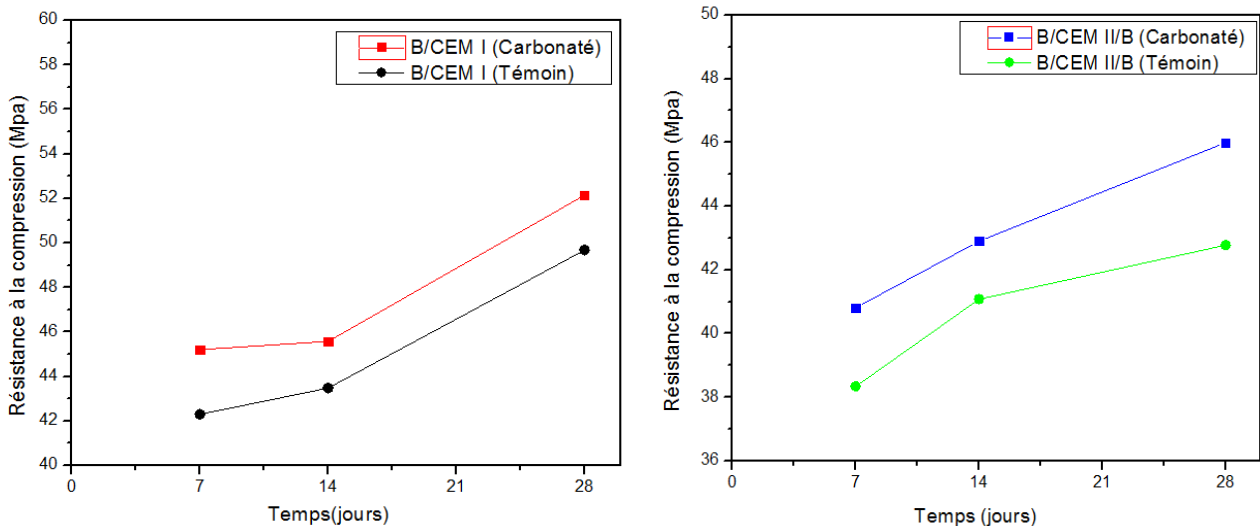 B/CEM I (Carbonaté)
B/CEM I (Témoin)
Résistance à la compression (Mpa)
60
58
56
54
52
50
48
46
44
42
40
0 7 14 21 28
Temps(jours)
B/CEM II/B (Carbonaté)
B/CEM II/B (Témoin)
Résistance à la compression (Mpa)
50
48
46
44
42
40
38
36
0 7 14 21 28
Temps (jours)